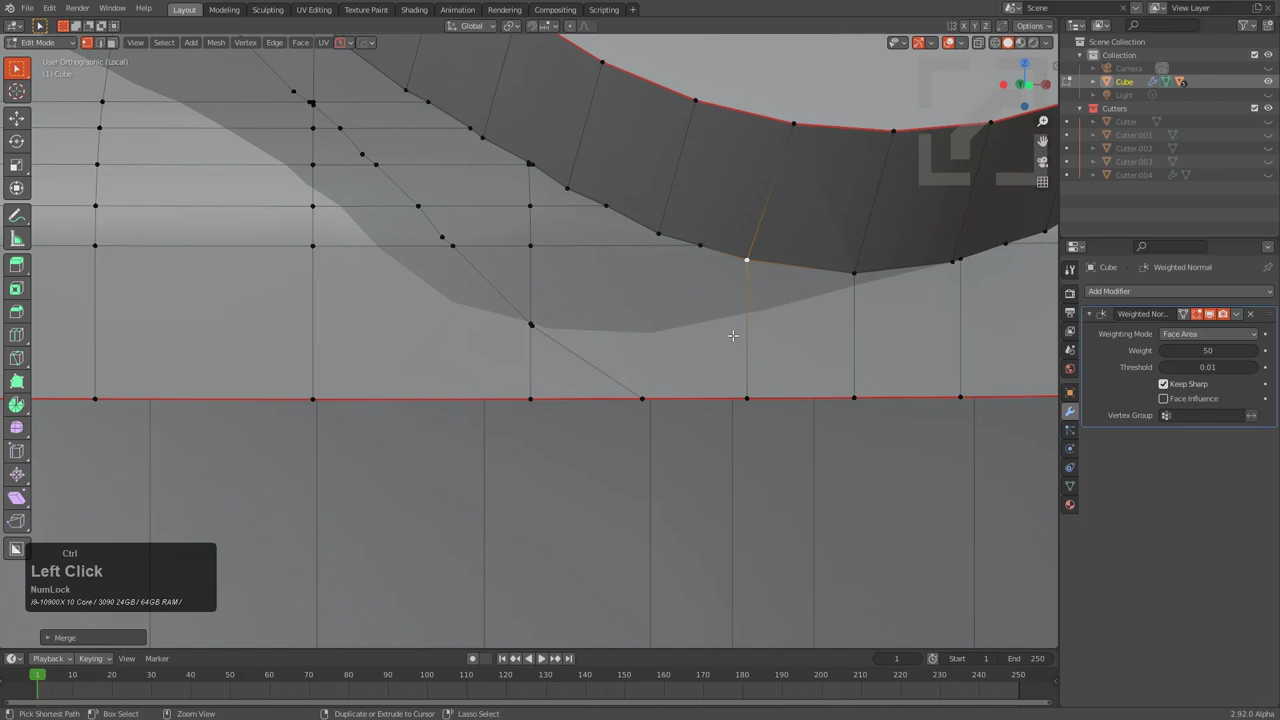 File Edit Render Window Help Layout Modeling Sculpting UV Editing Texture Paint Shading Animation Rendering Compositing Scripting + Scene View Layer
Global X Y Z Options
Edit Mode View Select Add Mesh Vertex Edge Face UV
User Orthographic (Local)
(1) Cube
Z
Y
X
Scene Collection
Collection
Camera
Cube
Light
Cutters
Cutter
Cutter.001
Cutter.002
Cutter.003
Cutter.004
Cube Weighted Normal
Add Modifier
Weighted Nor...
Weighting Mode Face Area
Weight 50
Threshold 0.01
Keep Sharp
Face Influence
Vertex Group
Ctrl
Left Click
NumLock
i9-10900X 10 Core / 3090 24GB / 64GB RAM /
Merge
Playback Keying View Marker 1 Start 1 End 250
1 10 20 30 40 50 60 70 80 90 100 110 120 130 140 150 160 170 180 190 200 210 220 230 240 250
Pick Shortest Path Box Select Zoom View Duplicate or Extrude to Cursor Lasso Select 2.92.0 Alpha